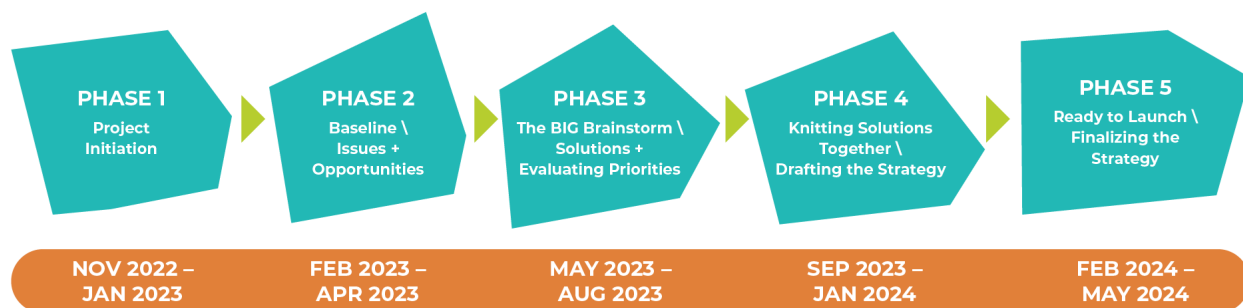 PHASE 1
Project
Initiation
PHASE 2
Baseline \
Issues +
Opportunities
PHASE 3
The BIG Brainstorm \
Solutions +
Evaluating Priorities
PHASE 4
Knitting Solutions
Together \
Drafting the Strategy
PHASE 5
Ready to Launch \
Finalizing the
Strategy
NOV 2022 –
JAN 2023
FEB 2023 –
APR 2023
MAY 2023 –
AUG 2023
SEP 2023 –
JAN 2024
FEB 2024 –
MAY 2024